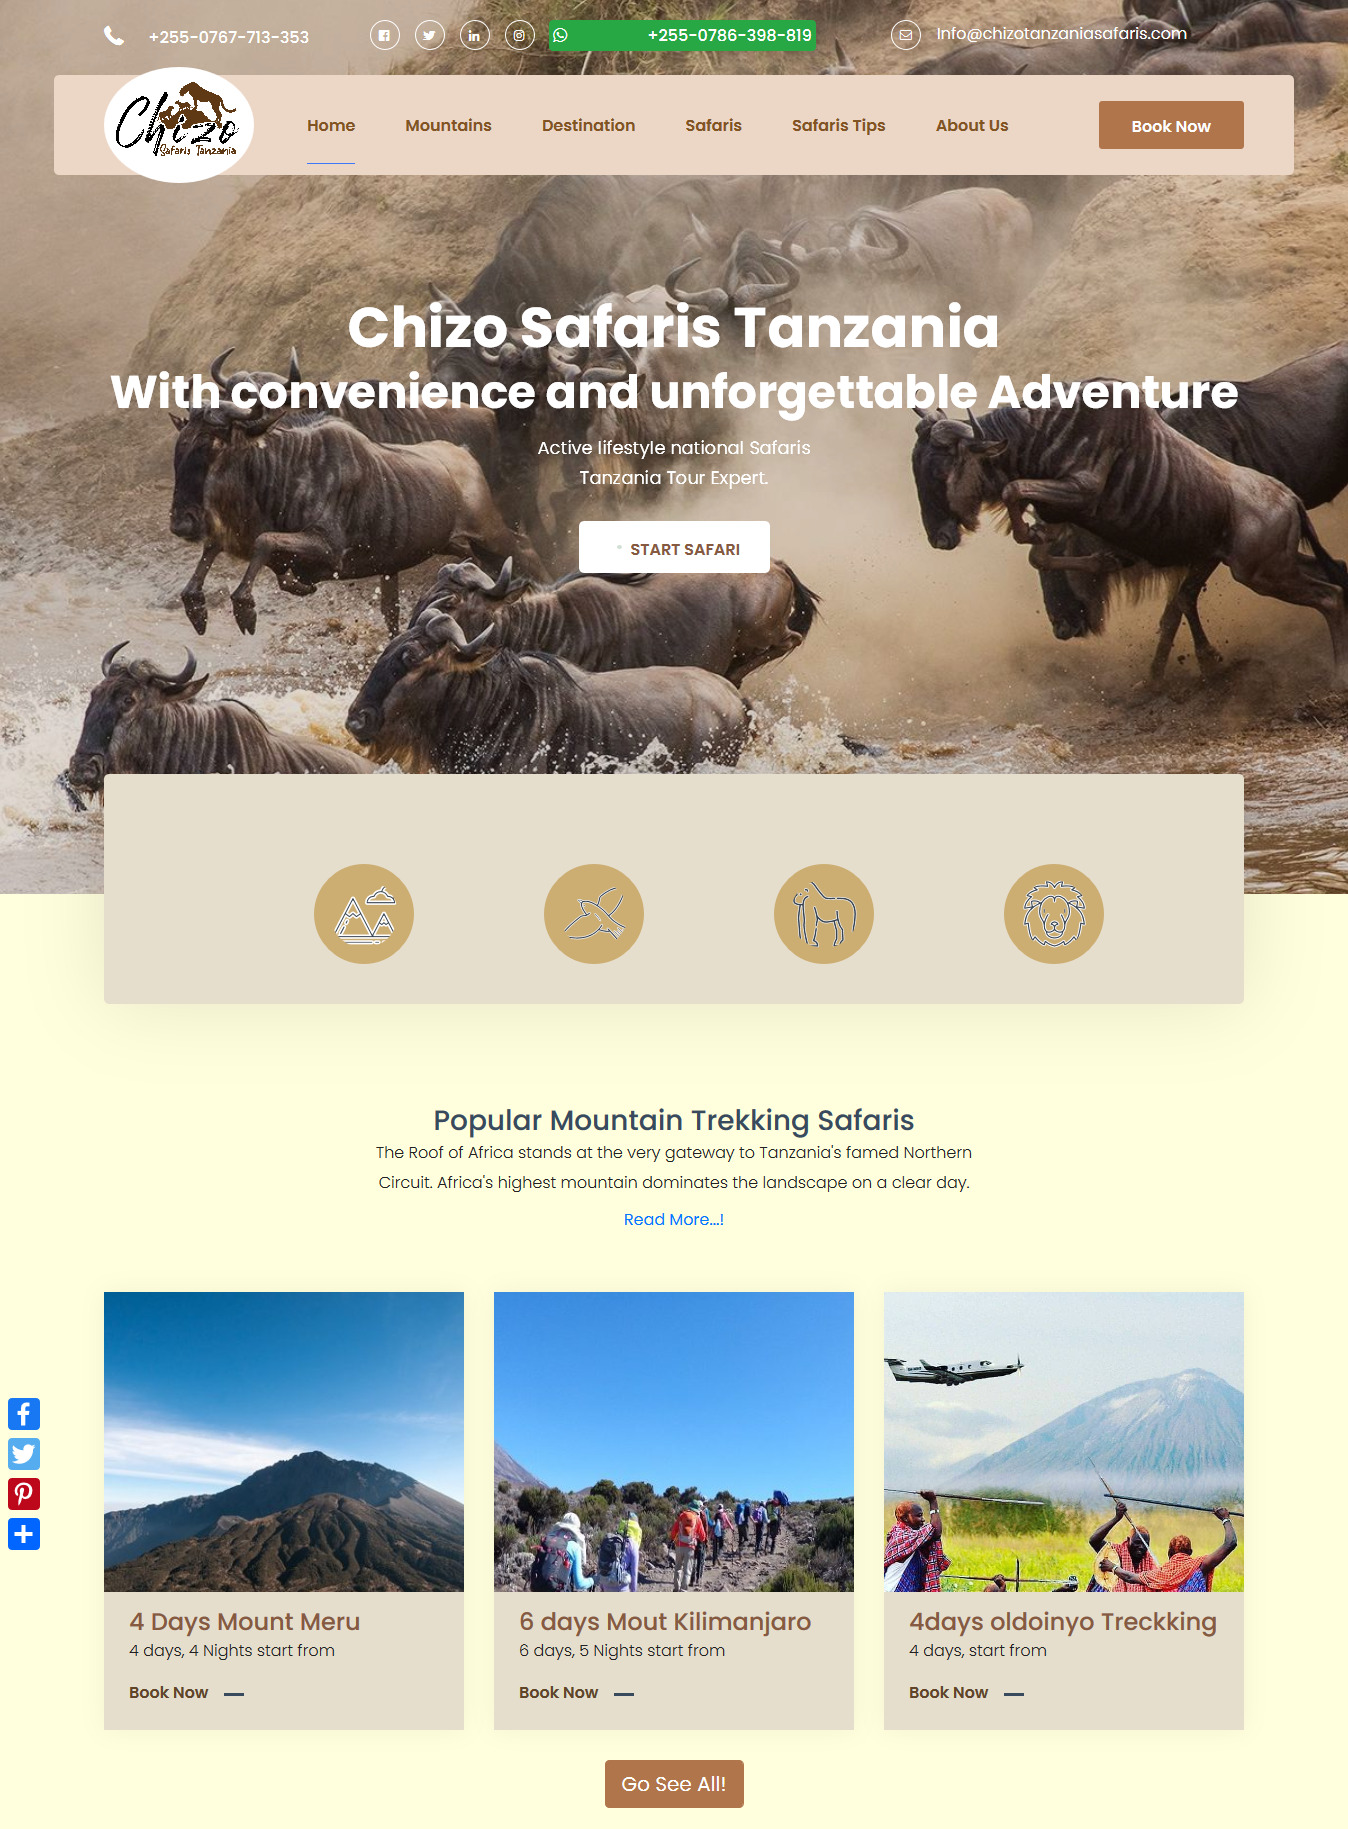 +255-0767-713-353
+255-0786-398-819
Info@chizotanzaniasafaris.com
Chizo
Safaris Tanzania
Home
Mountains
Destination
Safaris
Safaris Tips
About Us
Book Now
Chizo Safaris Tanzania
With convenience and unforgettable Adventure
Active lifestyle national Safaris
Tanzania Tour Expert.
START SAFARI
Popular Mountain Trekking Safaris
The Roof of Africa stands at the very gateway to Tanzania's famed Northern
Circuit. Africa's highest mountain dominates the landscape on a clear day.
Read More...!
4 Days Mount Meru
4 days, 4 Nights start from
Book Now
6 days Mout Kilimanjaro
6 days, 5 Nights start from
Book Now
4days oldoinyo Treckking
4 days, start from
Book Now
Go See All!